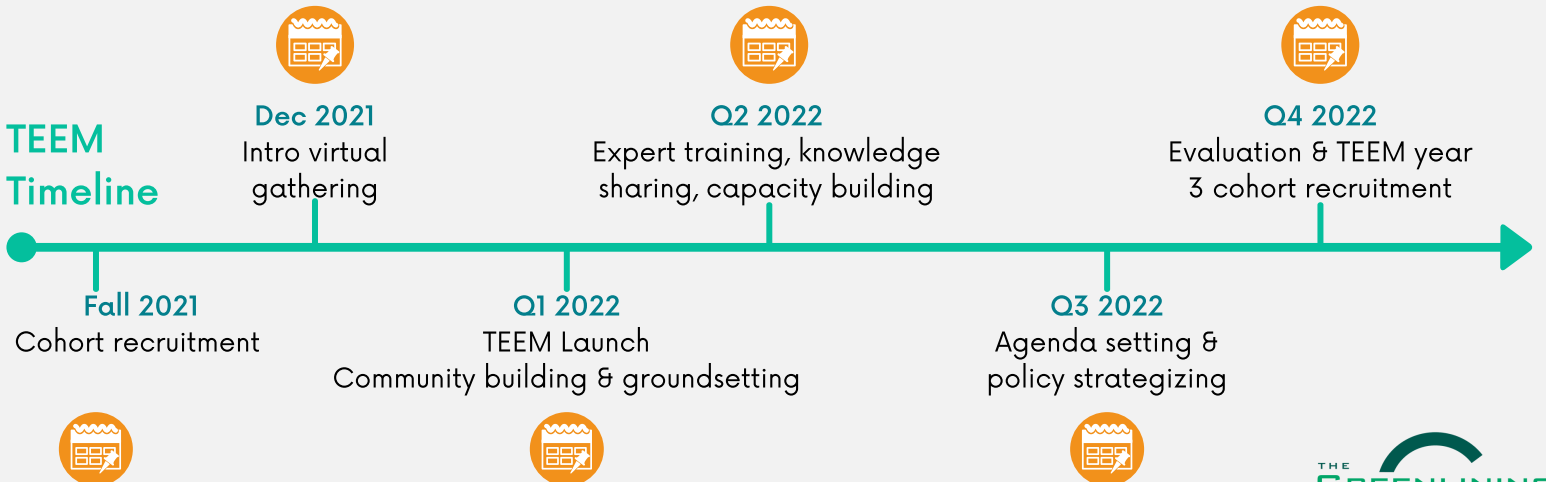 TEEM
Timeline
Dec 2021
Intro virtual
gathering
Q2 2022
Expert training, knowledge
sharing, capacity building
Q4 2022
Evaluation & TEEM year
3 cohort recruitment
Fall 2021
Cohort recruitment
Q1 2022
TEEM Launch
Community building & groundsetting
Q3 2022
Agenda setting &
policy strategizing
THE